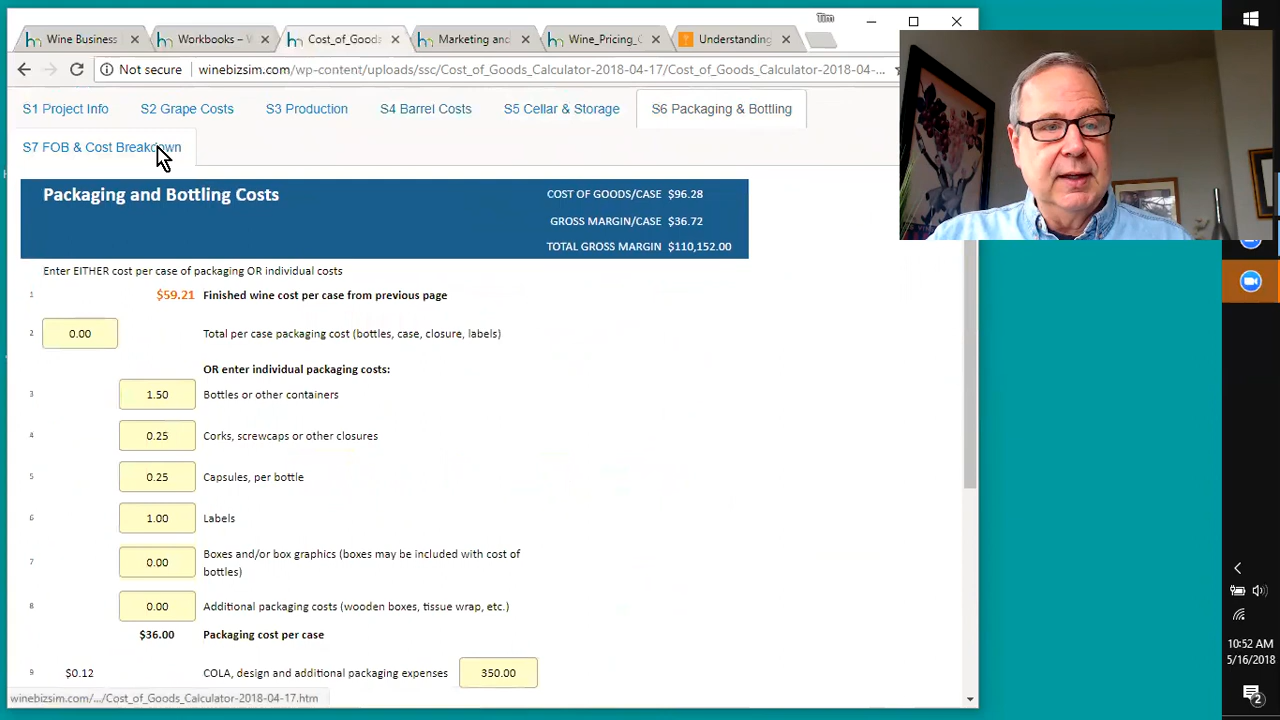 Tim
Wine Business
Workbooks – W
Cost_of_Goods
Marketing and
Wine_Pricing_C
Understanding
Not secure winebizsim.com/wp-content/uploads/ssc/Cost_of_Goods_Calculator-2018-04-17/Cost_of_Goods_Calculator-2018-04-...
S1 Project Info
S2 Grape Costs
S3 Production
S4 Barrel Costs
S5 Cellar & Storage
S6 Packaging & Bottling
S7 FOB & Cost Breakdown
Packaging and Bottling Costs
COST OF GOODS/CASE $96.28
GROSS MARGIN/CASE $36.72
TOTAL GROSS MARGIN $110,152.00
Enter EITHER cost per case of packaging OR individual costs
1 $59.21 Finished wine cost per case from previous page
2 0.00 Total per case packaging cost (bottles, case, closure, labels)
OR enter individual packaging costs:
3 1.50 Bottles or other containers
4 0.25 Corks, screwcaps or other closures
5 0.25 Capsules, per bottle
6 1.00 Labels
7 0.00 Boxes and/or box graphics (boxes may be included with cost of
bottles)
8 0.00 Additional packaging costs (wooden boxes, tissue wrap, etc.)
$36.00 Packaging cost per case
9 $0.12 COLA, design and additional packaging expenses 350.00
winebizsim.com/.../Cost_of_Goods_Calculator-2018-04-17.htm
10:52 AM
5/16/2018
2